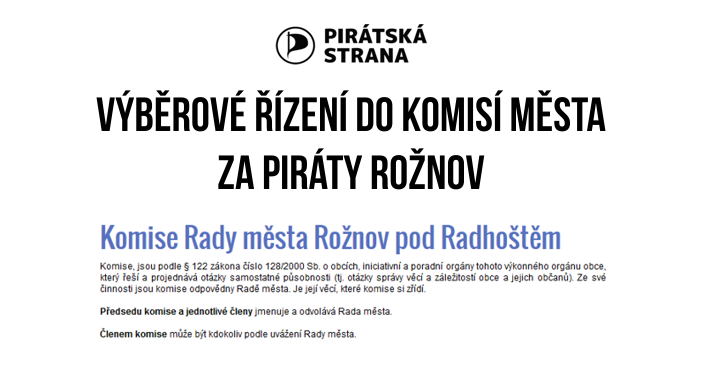 PIRÁTSKÁ
STRANA
VÝBĚROVÉ ŘÍZENÍ DO KOMISÍ MĚSTA
ZA PIRÁTY ROŽNOV
Komise Rady města Rožnov pod Radhoštěm
Komise, jsou podle § 122 zákona číslo 128/2000 Sb. o obcích, iniciativní a poradní orgány tohoto výkonného orgánu obce,
který řeší a projednává otázky samostatné působnosti (tj. otázky správy věcí a záležitostí obce a jejich občanů). Ze své
činnosti jsou komise odpovědny Radě města. Je její věcí, které komise si zřídí.
Předsedu komise a jednotlivé členy jmenuje a odvolává Rada města.
Členem komise může být kdokoliv podle uvážení Rady města.